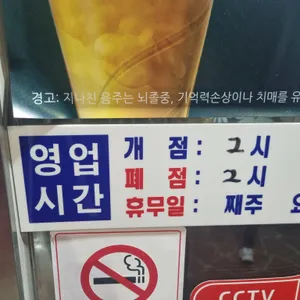 경고: 지나친 음주는 뇌졸중, 기억력손상이나 치매를 유
영업 시간
개 점 : 2시
폐 점 : 2시
휴무일 : 째주
CCTV